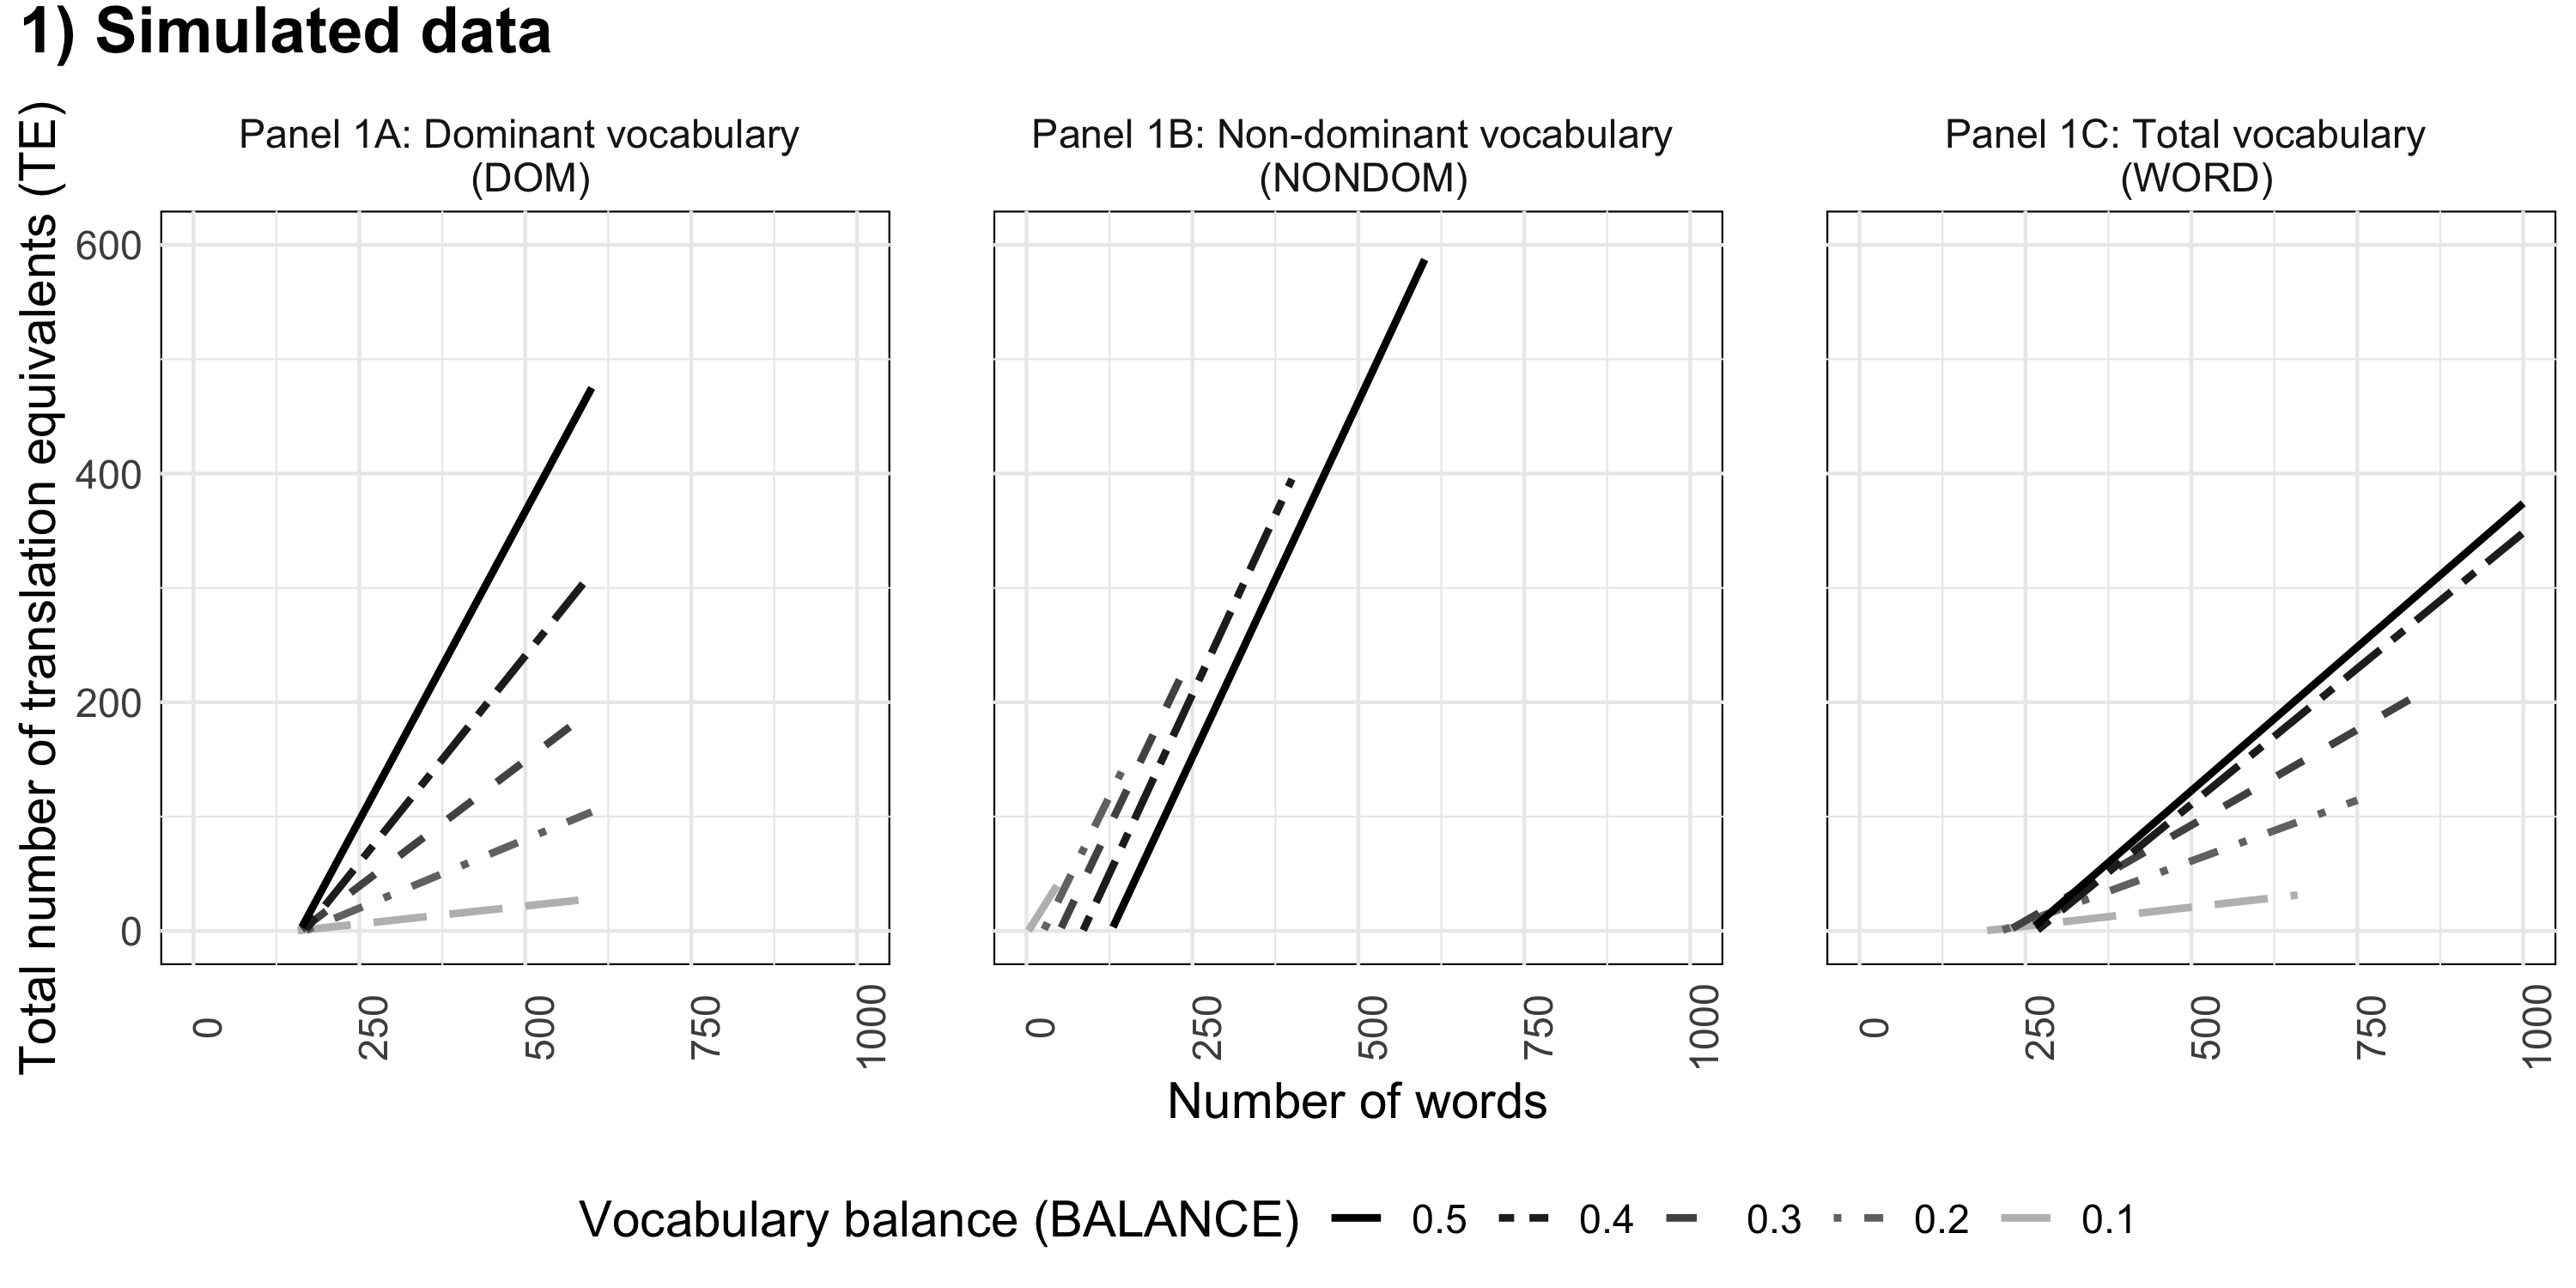 1) Simulated data
Total number of translation equivalents (TE)
Panel 1A: Dominant vocabulary
(DOM)
Panel 1B: Non-dominant vocabulary
(NONDOM)
Panel 1C: Total vocabulary
(WORD)
600
400
200
0
0
250
500
750
1000
0
250
500
750
1000
0
250
500
750
1000
Number of words
Vocabulary balance (BALANCE) 0.5 0.4 0.3 0.2 0.1